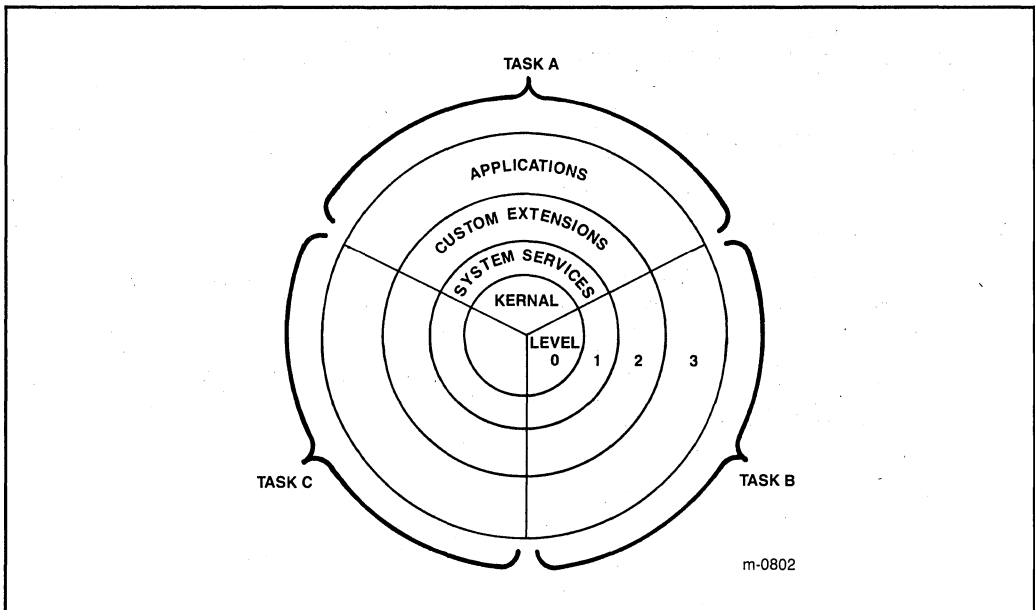 TASK A
APPLICATIONS
CUSTOM EXTENSIONS
SYSTEM SERVICES
KERNAL
LEVEL
0 1 2 3
TASK C
TASK B
m-0802